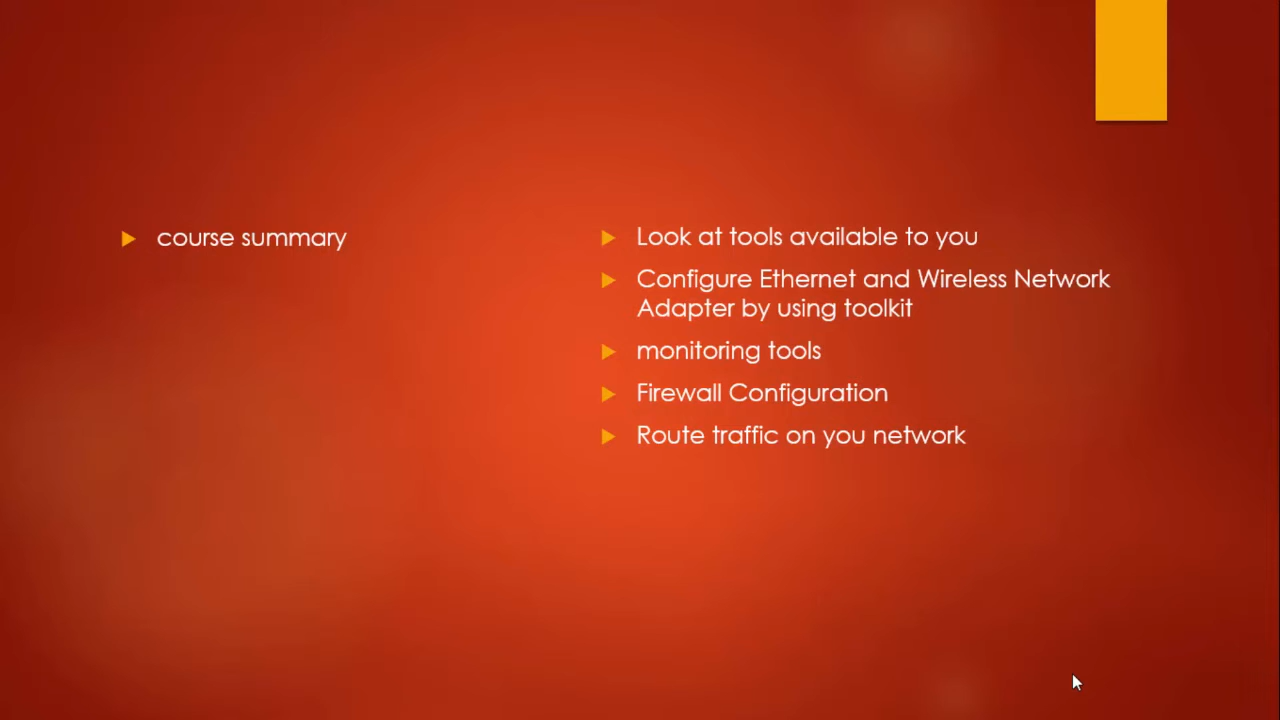 course summary
Look at tools available to you
Configure Ethernet and Wireless Network
Adapter by using toolkit
monitoring tools
Firewall Configuration
Route traffic on you network